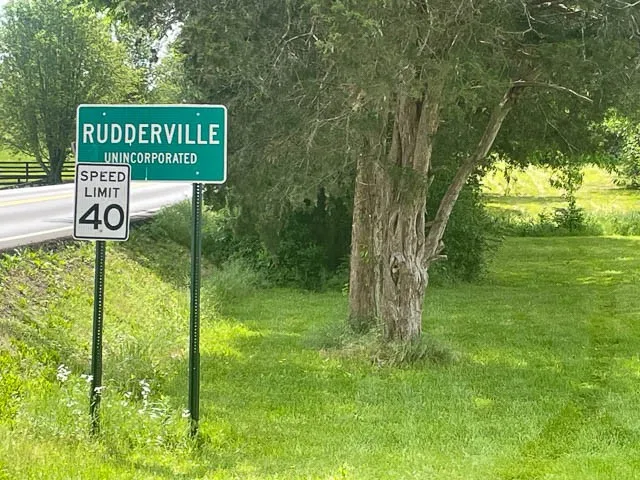 RUDDERVILLE
UNINCORPORATED
SPEED
LIMIT
40